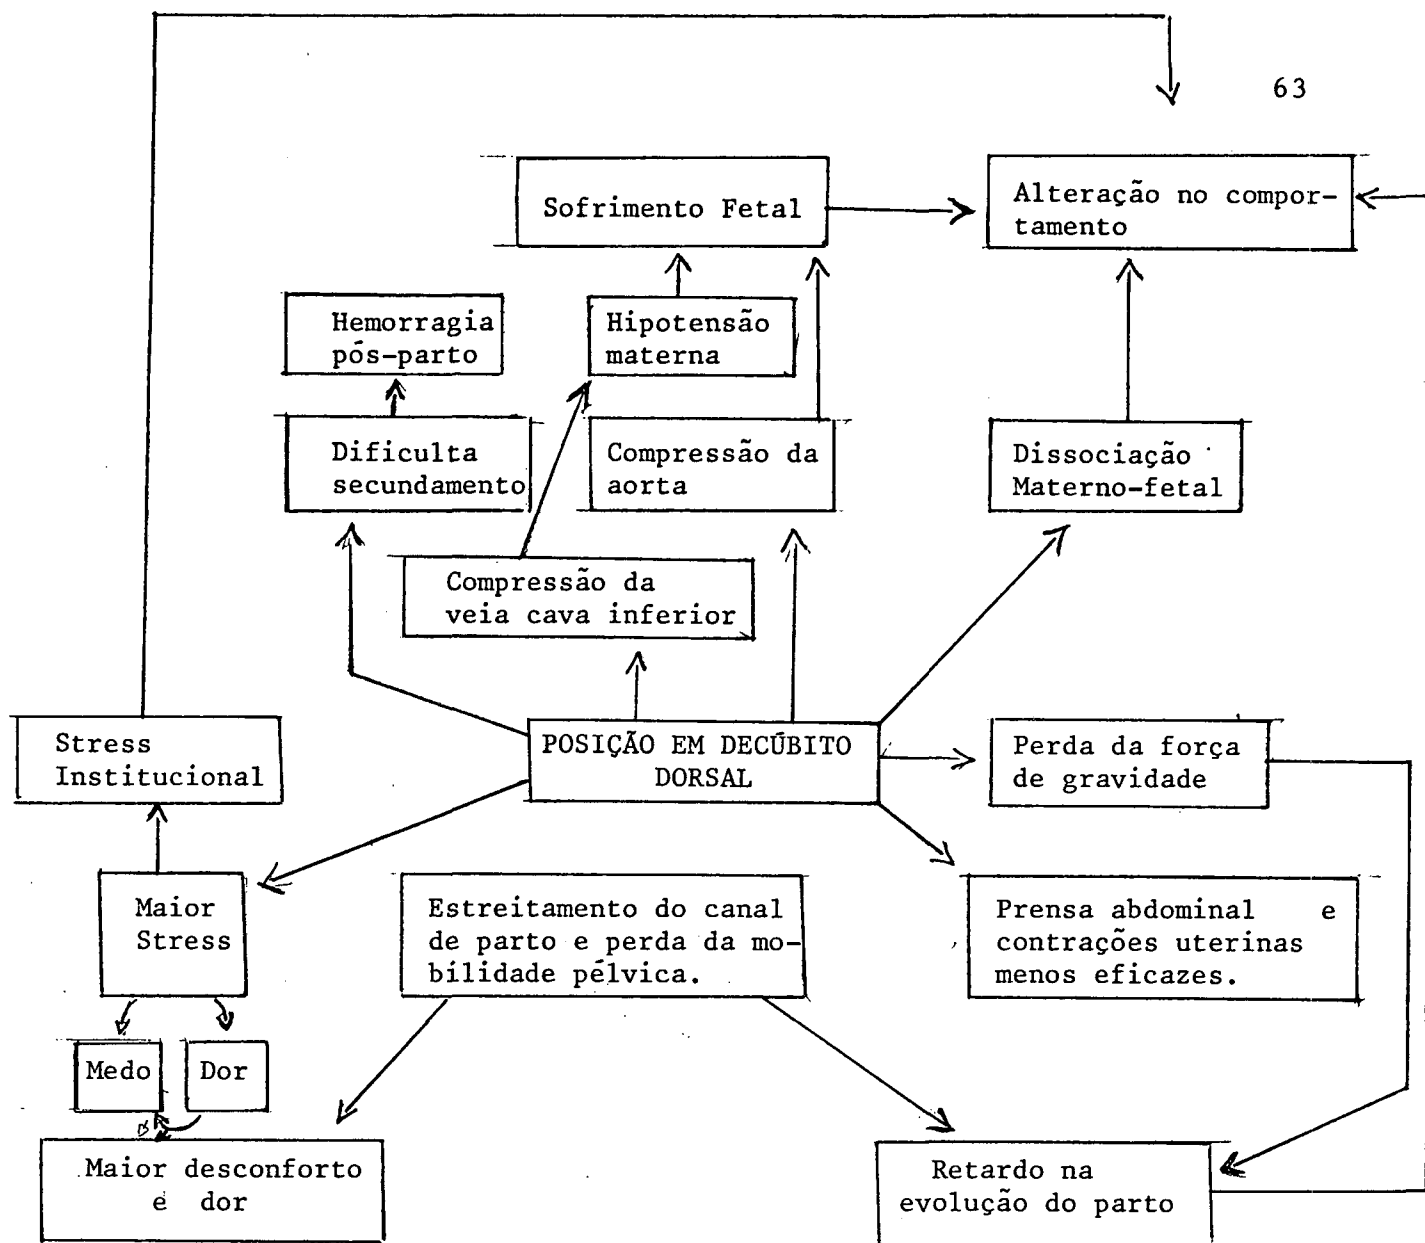 63
Sofrimento Fetal
Alteração no compor-
tamento
Hemorragia
pós-parto
Hipotensão
materna
Dificulta
secundamento
Compressão da
aorta
Dissociação
Materno-fetal
Compressão da
veia cava inferior
Stress
Institucional
POSIÇÃO EM DECÚBITO
DORSAL
Perda da força
de gravidade
Maior
Stress
Estreitamento do canal
de parto e perda da mo-
bilidade pélvica.
Prensa abdominal e
contrações uterinas
menos eficazes.
Medo
Dor
Maior desconforto
e dor
Retardo na
evolução do parto